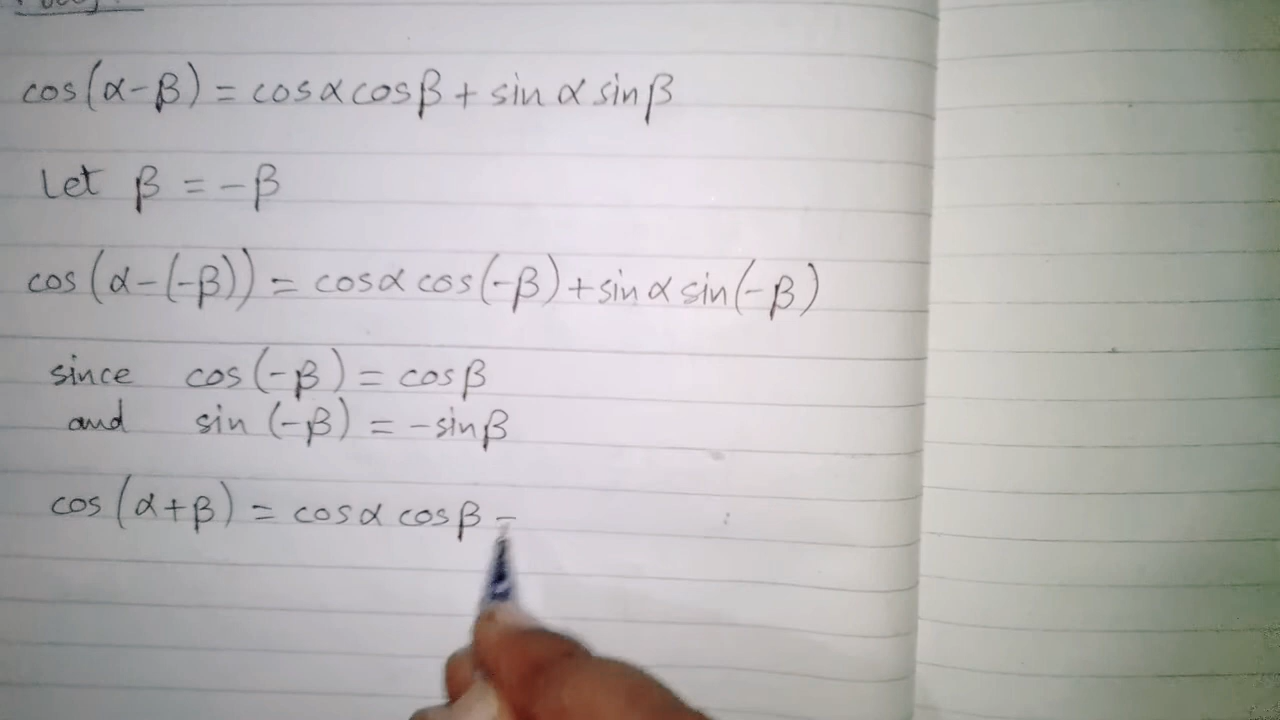 cos(α-β) = cosα cosβ + sin α sinβ
Let β = -β
cos(α-(-β)) = cosα cos(-β) + sinα sin(-β)
since cos(-β) = cosβ
and sin(-β) = -sinβ
cos(α+β) = cosα cosβ -